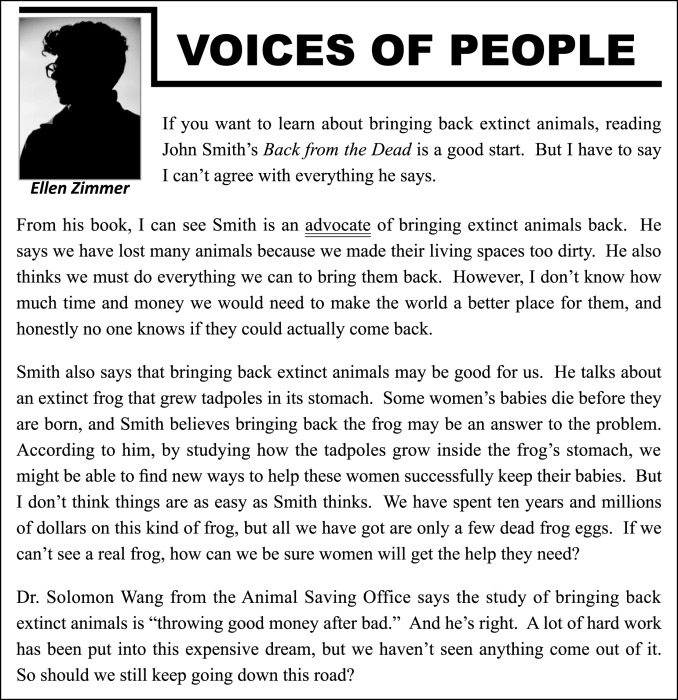 VOICES OF PEOPLE
If you want to learn about bringing back extinct animals, reading
John Smith’s Back from the Dead is a good start. But I have to say
I can’t agree with everything he says.
Ellen Zimmer
From his book, I can see Smith is an advocate of bringing extinct animals back. He
says we have lost many animals because we made their living spaces too dirty. He also
thinks we must do everything we can to bring them back. However, I don’t know how
much time and money we would need to make the world a better place for them, and
honestly no one knows if they could actually come back.
Smith also says that bringing back extinct animals may be good for us. He talks about
an extinct frog that grew tadpoles in its stomach. Some women’s babies die before they
are born, and Smith believes bringing back the frog may be an answer to the problem.
According to him, by studying how the tadpoles grow inside the frog’s stomach, we
might be able to find new ways to help these women successfully keep their babies. But
I don’t think things are as easy as Smith thinks. We have spent ten years and millions
of dollars on this kind of frog, but all we have got are only a few dead frog eggs. If we
can’t see a real frog, how can we be sure women will get the help they need?
Dr. Solomon Wang from the Animal Saving Office says the study of bringing back
extinct animals is “throwing good money after bad.” And he’s right. A lot of hard work
has been put into this expensive dream, but we haven’t seen anything come out of it.
So should we still keep going down this road?